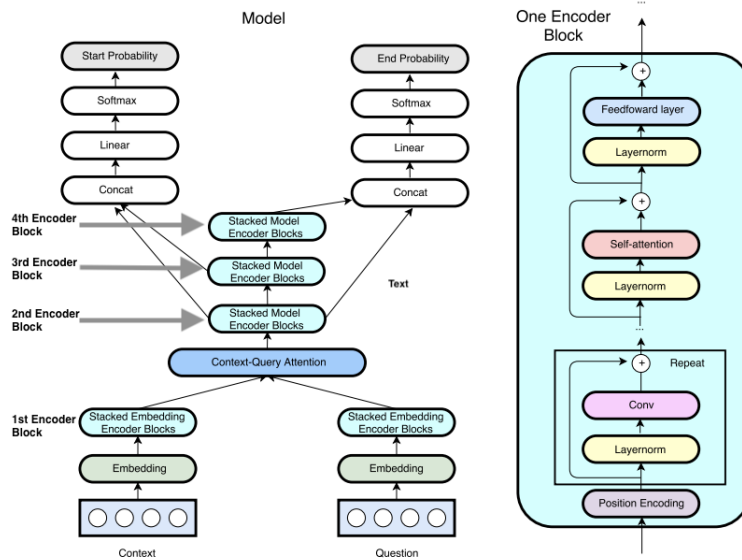 Model
Start Probability
Softmax
Linear
Concat
End Probability
Softmax
Linear
Concat
4th Encoder
Block
Stacked Model
Encoder Blocks
3rd Encoder
Block
Stacked Model
Encoder Blocks
Text
2nd Encoder
Block
Stacked Model
Encoder Blocks
Context-Query Attention
1st Encoder
Block
Stacked Embedding
Encoder Blocks
Stacked Embedding
Encoder Blocks
Embedding
Embedding
Context
Question
One Encoder
Block
...
+
Feedfoward layer
Layernorm
+
Self-attention
Layernorm
...
+
Repeat
Conv
Layernorm
Position Encoding